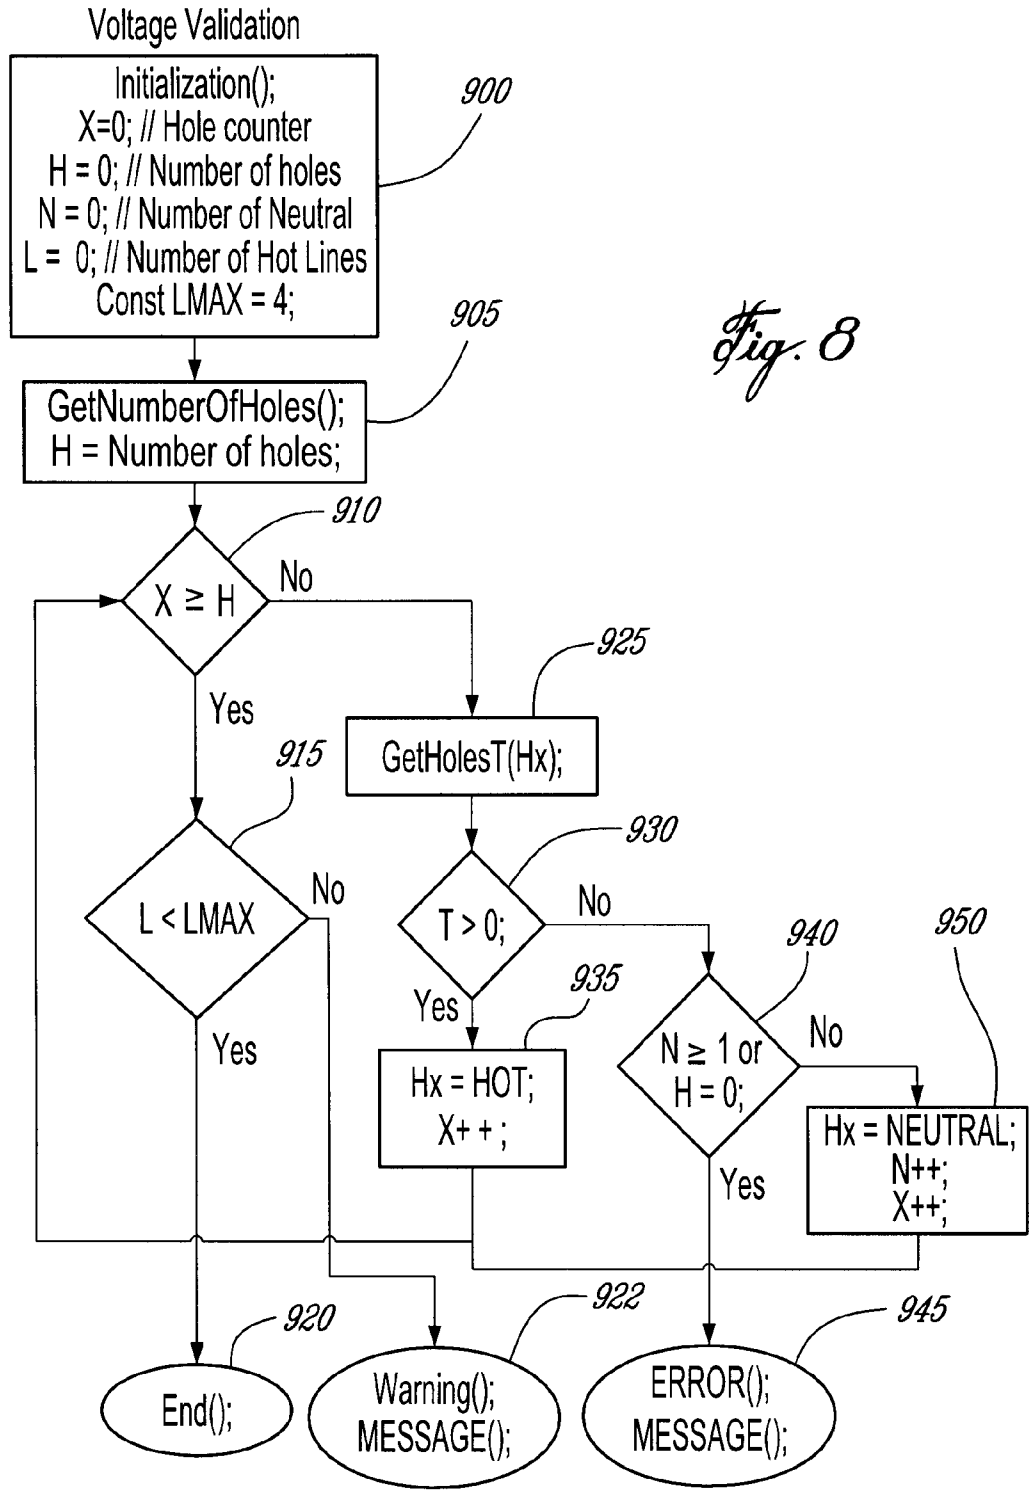 Voltage Validation
Initialization();
X=0; // Hole counter
H = 0; // Number of holes
N = 0; // Number of Neutral
L = 0; // Number of Hot Lines
Const LMAX = 4;
900
905
Fig. 8
GetNumberOfHoles();
H = Number of holes;
910
X ≥ H
No
Yes
925
GetHolesT(Hx);
915
L < LMAX
No
Yes
930
T > 0;
No
Yes
935
Hx = HOT;
X+ + ;
940
N ≥ 1 or
H = 0;
No
Yes
950
Hx = NEUTRAL;
N++;
X++;
920
End();
922
Warning();
MESSAGE();
945
ERROR();
MESSAGE();